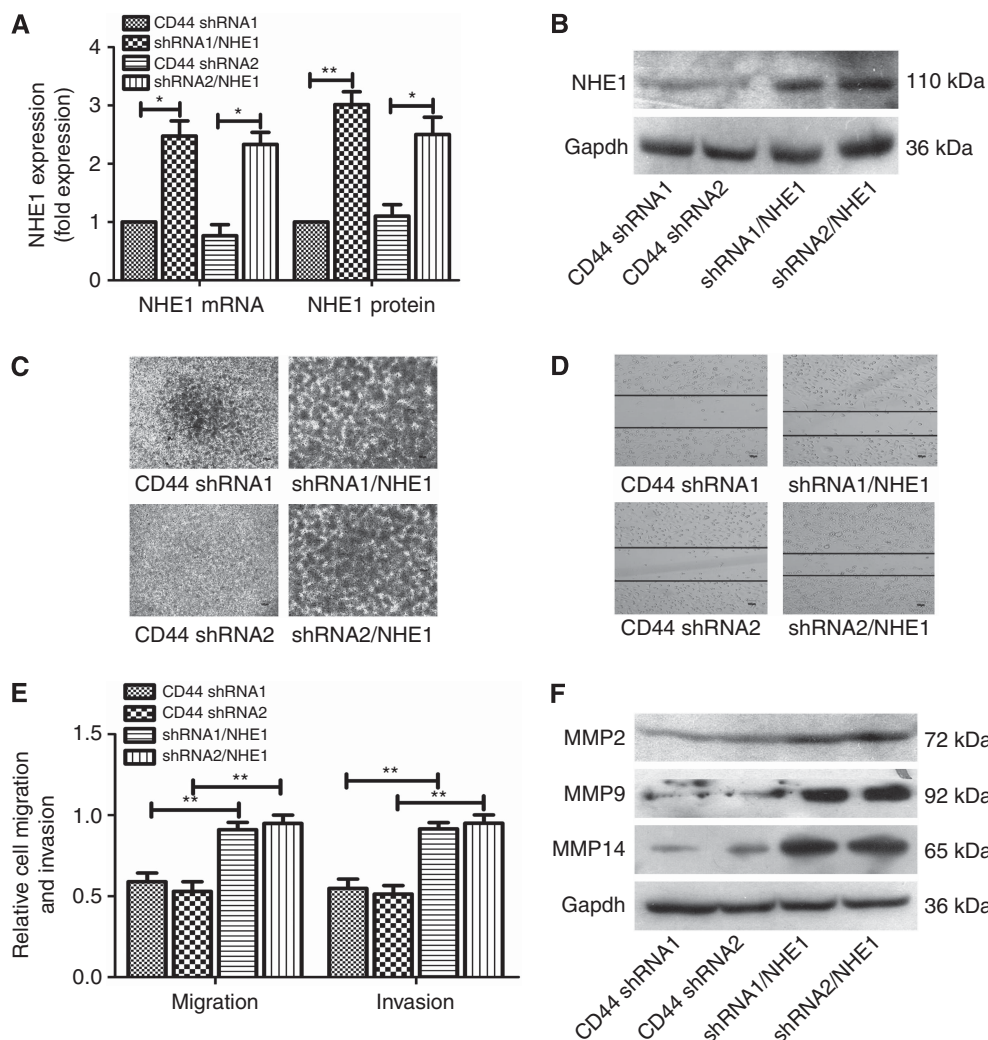 A
CD44 shRNA1
shRNA1/NHE1
CD44 shRNA2
shRNA2/NHE1
NHE1 expression
(fold expression)
4
3
2
1
0
*
*
**
*
NHE1 mRNA
NHE1 protein
B
NHE1
110 kDa
Gapdh
36 kDa
CD44 shRNA1
CD44 shRNA2
shRNA1/NHE1
shRNA2/NHE1
C
CD44 shRNA1
shRNA1/NHE1
CD44 shRNA2
shRNA2/NHE1
D
CD44 shRNA1
shRNA1/NHE1
CD44 shRNA2
shRNA2/NHE1
E
CD44 shRNA1
CD44 shRNA2
shRNA1/NHE1
shRNA2/NHE1
Relative cell migration
and invasion
1.5
1.0
0.5
0.0
**
**
**
**
Migration
Invasion
F
MMP2
72 kDa
MMP9
92 kDa
MMP14
65 kDa
Gapdh
36 kDa
CD44 shRNA1
CD44 shRNA2
shRNA1/NHE1
shRNA2/NHE1